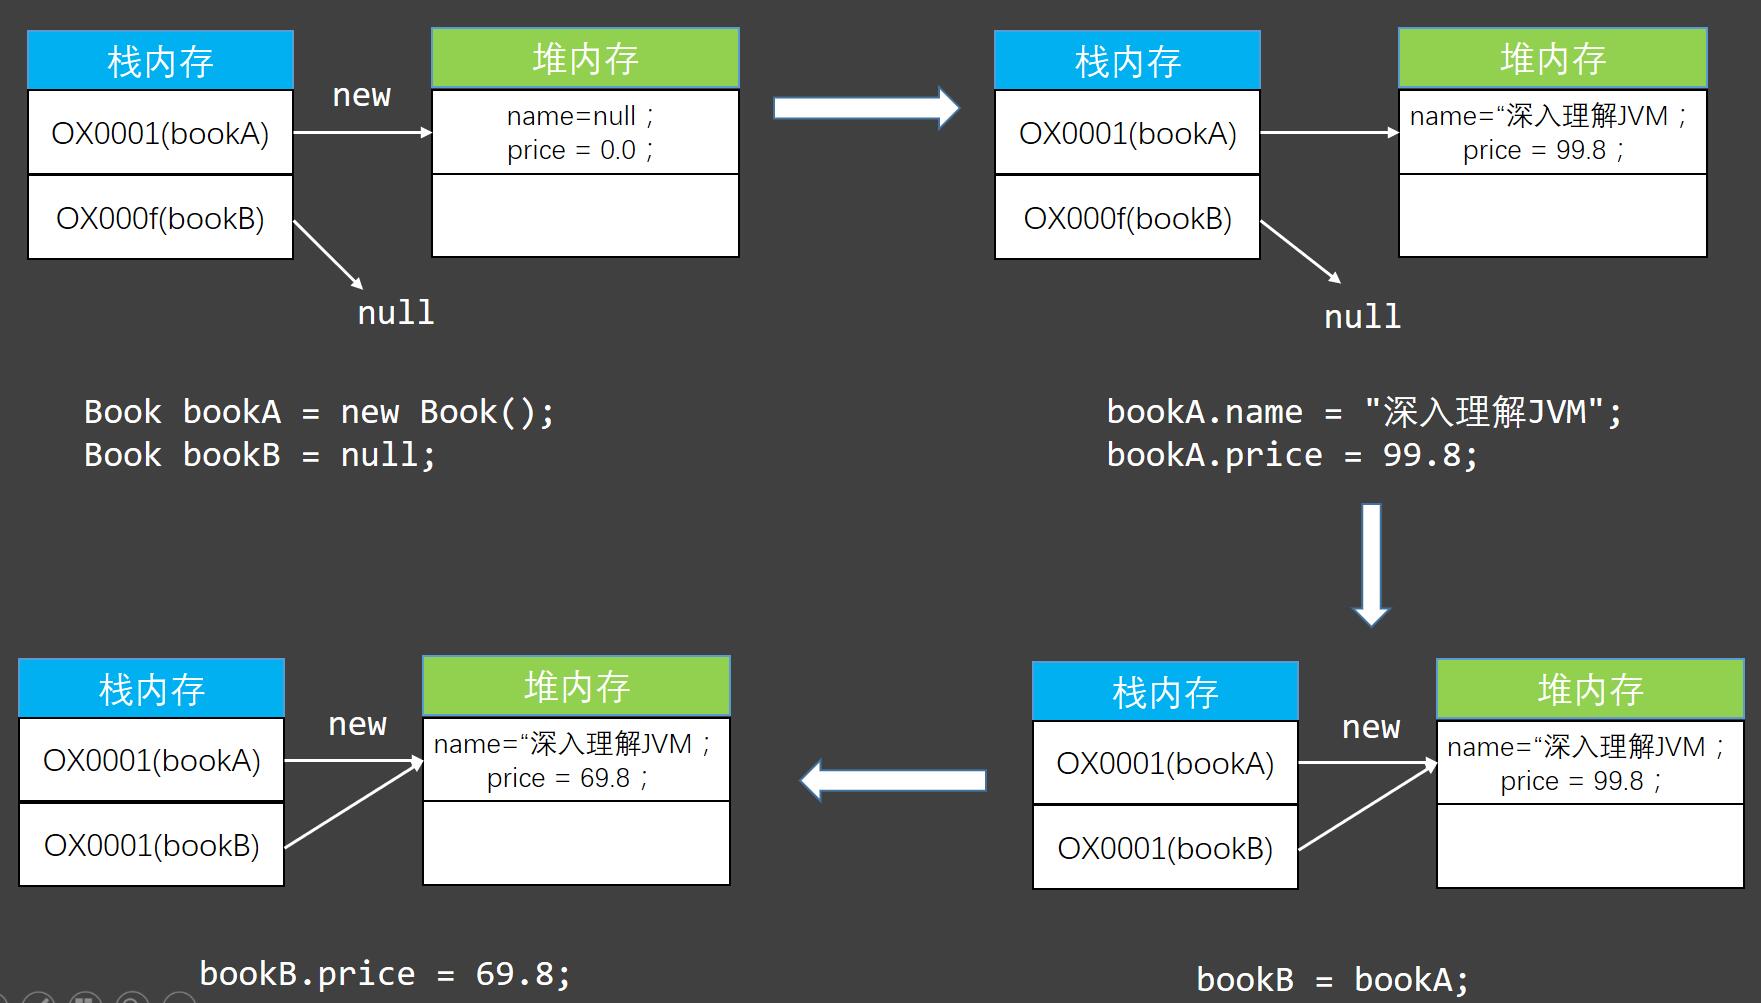 栈内存
堆内存
new
OX0001(bookA)
name=null；
price = 0.0；
OX000f(bookB)
null
Book bookA = new Book();
Book bookB = null;
栈内存
堆内存
OX0001(bookA)
name=“深入理解JVM；
price = 99.8；
OX000f(bookB)
null
bookA.name = "深入理解JVM";
bookA.price = 99.8;
栈内存
堆内存
new
OX0001(bookA)
name=“深入理解JVM；
price = 99.8；
OX0001(bookB)
bookB = bookA;
栈内存
堆内存
new
OX0001(bookA)
name=“深入理解JVM；
price = 69.8；
OX0001(bookB)
bookB.price = 69.8;